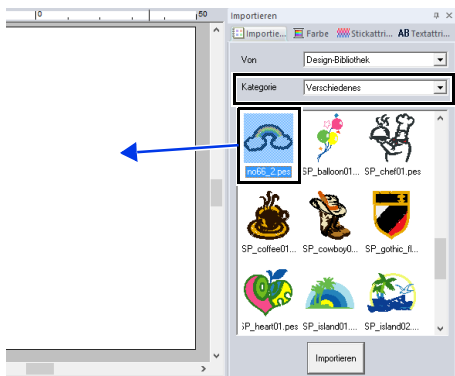 0 50 Importieren
Importie... Farbe Stickattri... AB Textattri...
Von Design-Bibliothek
Kategorie Verschiedenes
no66_2.pes SP_balloon01... SP_chef01.pes
SP_coffee01... SP_cowboy0... SP_gothic_fl...
SP_heart01.pes SP_island01.... SP_island02....
Importieren